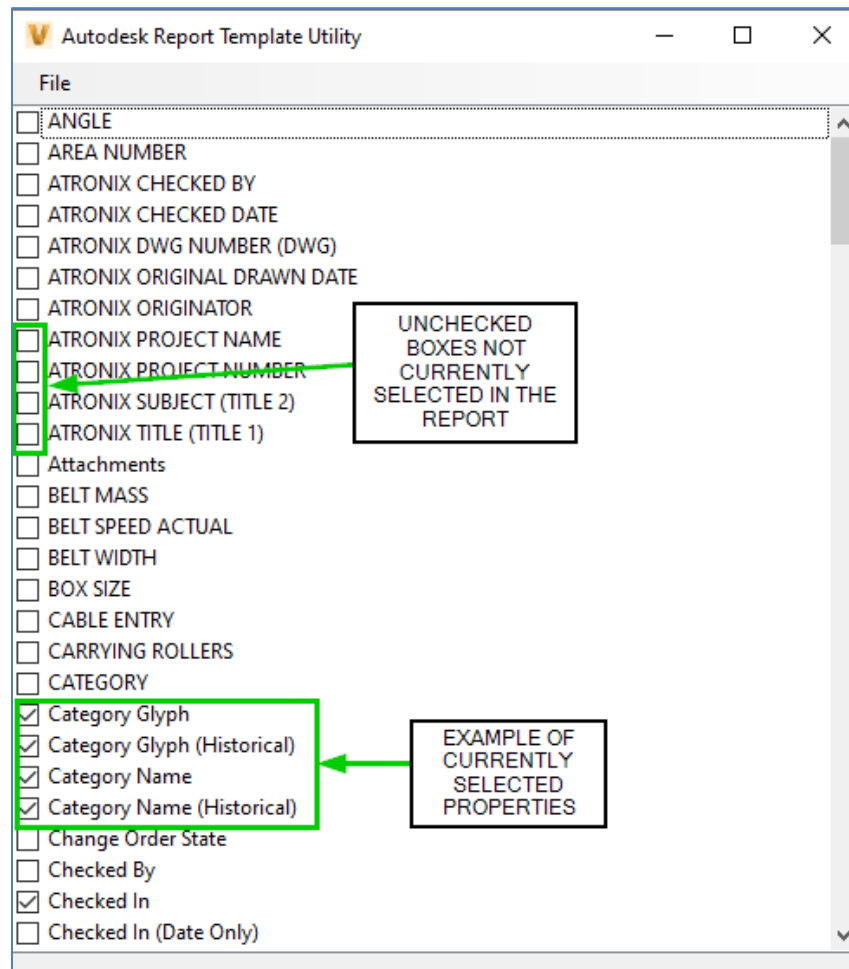 Autodesk Report Template Utility
File
ANGLE
AREA NUMBER
ATRONIX CHECKED BY
ATRONIX CHECKED DATE
ATRONIX DWG NUMBER (DWG)
ATRONIX ORIGINAL DRAWN DATE
ATRONIX ORIGINATOR
ATRONIX PROJECT NAME
ATRONIX PROJECT NUMBER
ATRONIX SUBJECT (TITLE 2)
ATRONIX TITLE (TITLE 1)
UNCHECKED
BOXES NOT
CURRENTLY
SELECTED IN THE
REPORT
Attachments
BELT MASS
BELT SPEED ACTUAL
BELT WIDTH
BOX SIZE
CABLE ENTRY
CARRYING ROLLERS
CATEGORY
Category Glyph
Category Glyph (Historical)
Category Name
Category Name (Historical)
EXAMPLE OF
CURRENTLY
SELECTED
PROPERTIES
Change Order State
Checked By
Checked In
Checked In (Date Only)